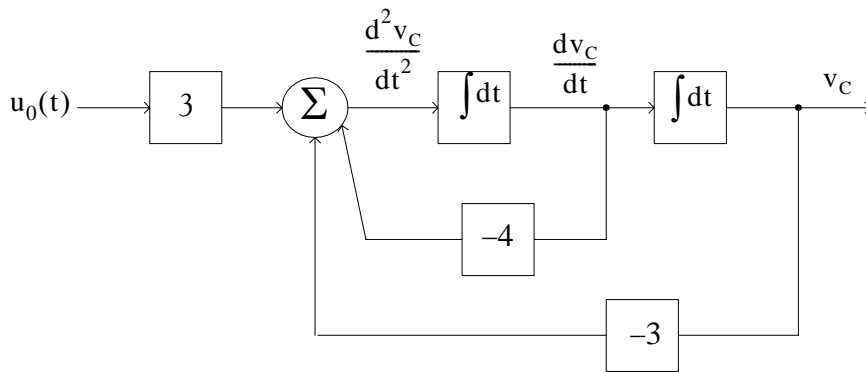 u₀(t)
3
Σ
d²v_C
dt²
∫dt
dv_C
dt
∫dt
v_C
−4
−3